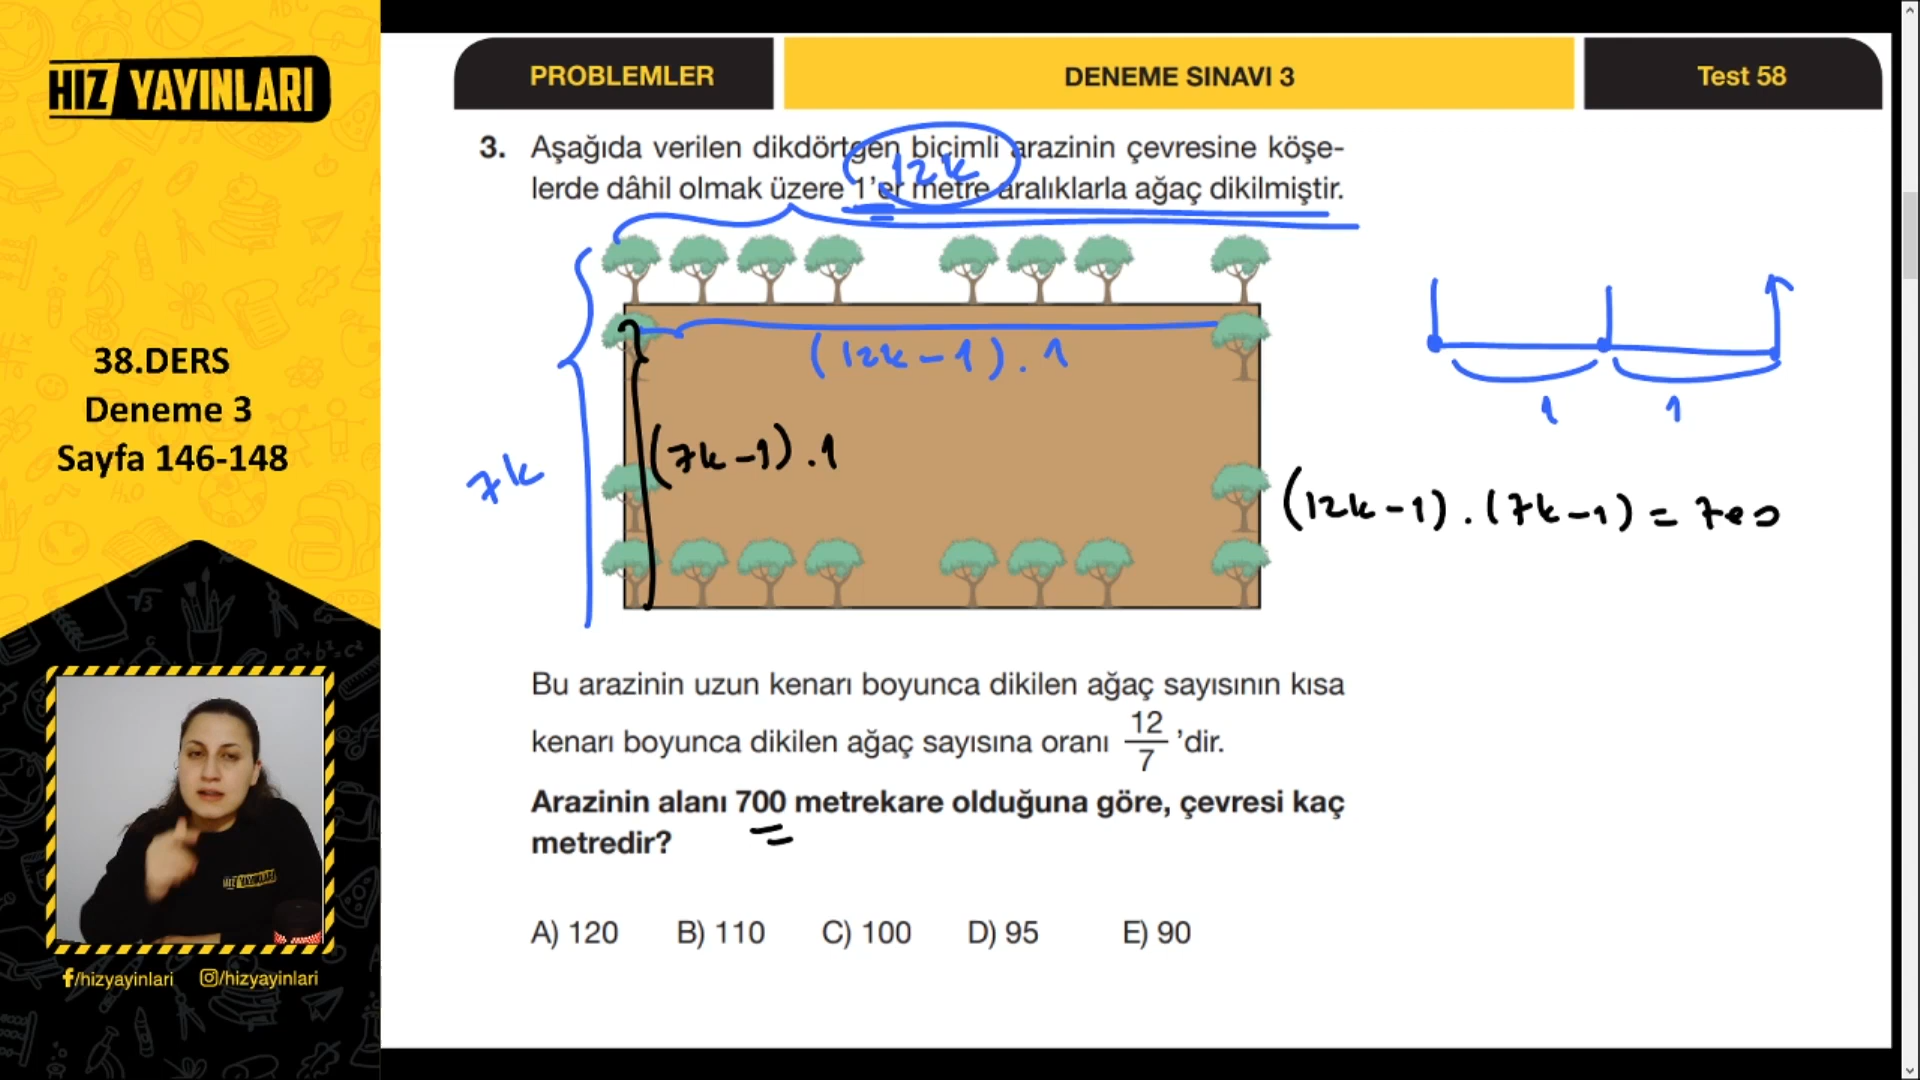 HIZ YAYINLARI
38.DERS
Deneme 3
Sayfa 146-148
/hizyayinlari /hizyayinlari
PROBLEMLER DENEME SINAVI 3 Test 58
3. Aşağıda verilen dikdörtgen biçimli arazinin çevresine köşe-
lerde dâhil olmak üzere 1'er metre aralıklarla ağaç dikilmiştir.
12k
(12k-1).1
7k
(7k-1).1
1 1
(12k-1).(7k-1)=700
Bu arazinin uzun kenarı boyunca dikilen ağaç sayısının kısa
kenarı boyunca dikilen ağaç sayısına oranı 12/7 'dir.
Arazinin alanı 700 metrekare olduğuna göre, çevresi kaç
metredir?
A) 120 B) 110 C) 100 D) 95 E) 90
HIZ YAYINLARI